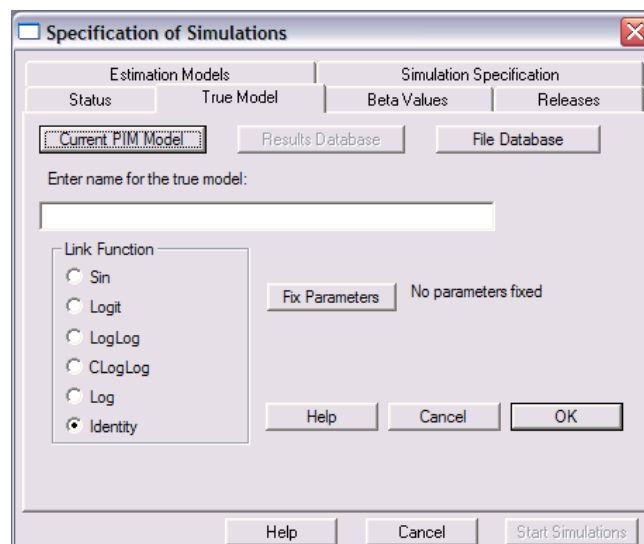 Specification of Simulations
Estimation Models Simulation Specification
Status True Model Beta Values Releases
Current PIM Model Results Database File Database
Enter name for the true model:
Link Function
Sin
Logit
Fix Parameters No parameters fixed
LogLog
CLogLog
Log
Identity
Help Cancel OK
Help Cancel Start Simulations